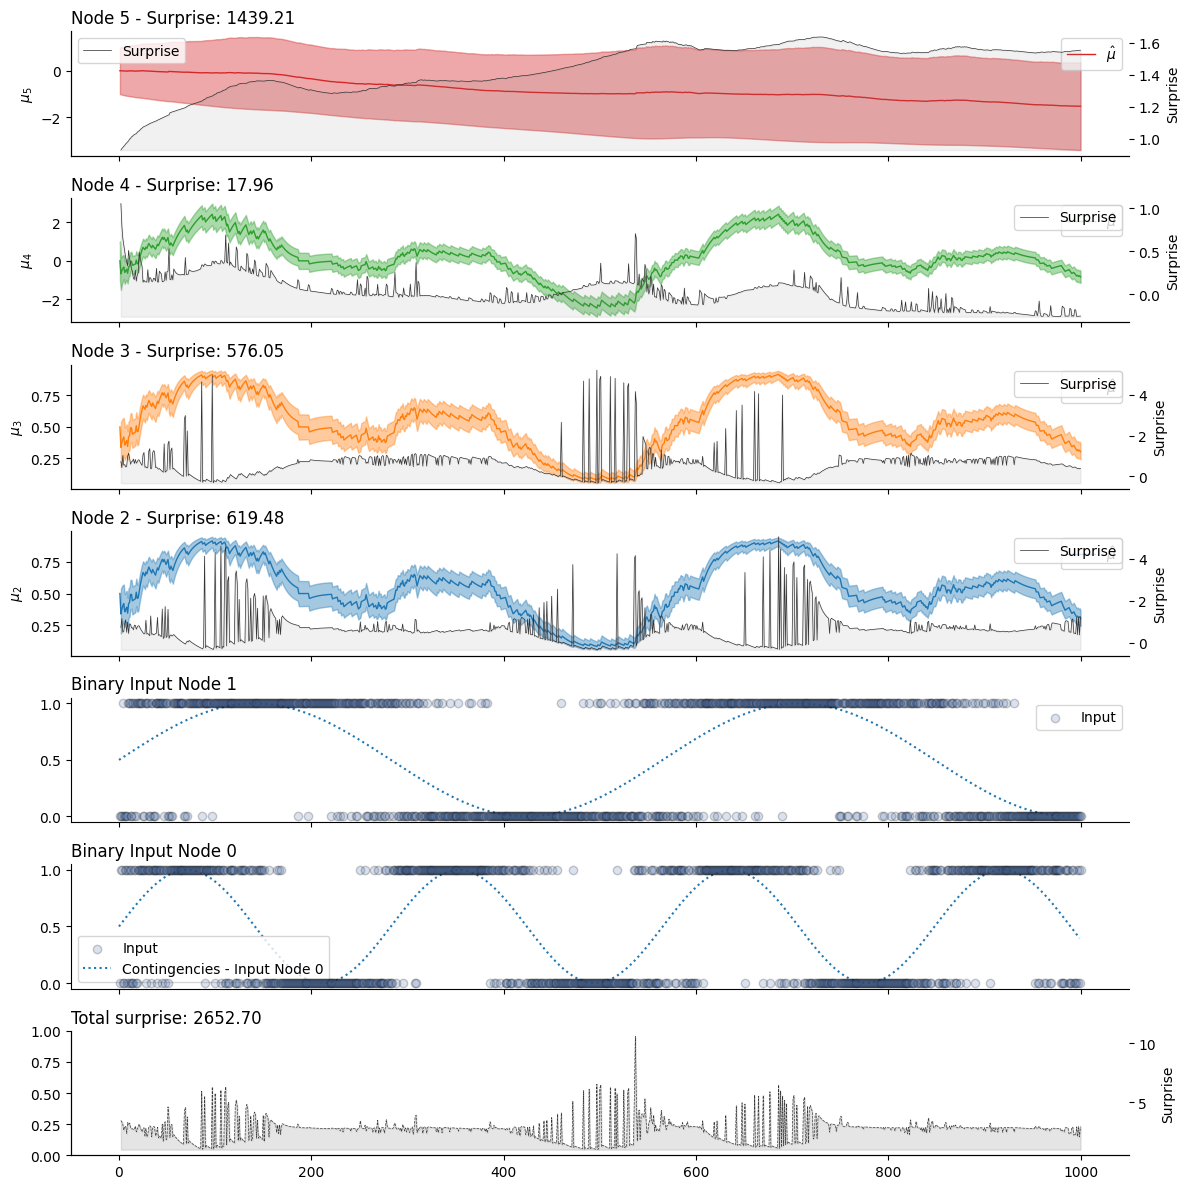 Node 5 - Surprise: 1439.21
Surprise
μ̂
0
−2
μ5
1.6
1.4
1.2
1.0
Surprise
Node 4 - Surprise: 17.96
Surprise
2
0
−2
μ4
1.0
0.5
0.0
Surprise
Node 3 - Surprise: 576.05
Surprise
0.75
0.50
0.25
μ3
4
2
0
Surprise
Node 2 - Surprise: 619.48
Surprise
0.75
0.50
0.25
μ2
4
2
0
Surprise
Binary Input Node 1
Input
1.0
0.5
0.0
Binary Input Node 0
1.0
0.5
0.0
Input
Contingencies - Input Node 0
Total surprise: 2652.70
1.00
0.75
0.50
0.25
0.00
10
5
Surprise
0 200 400 600 800 1000